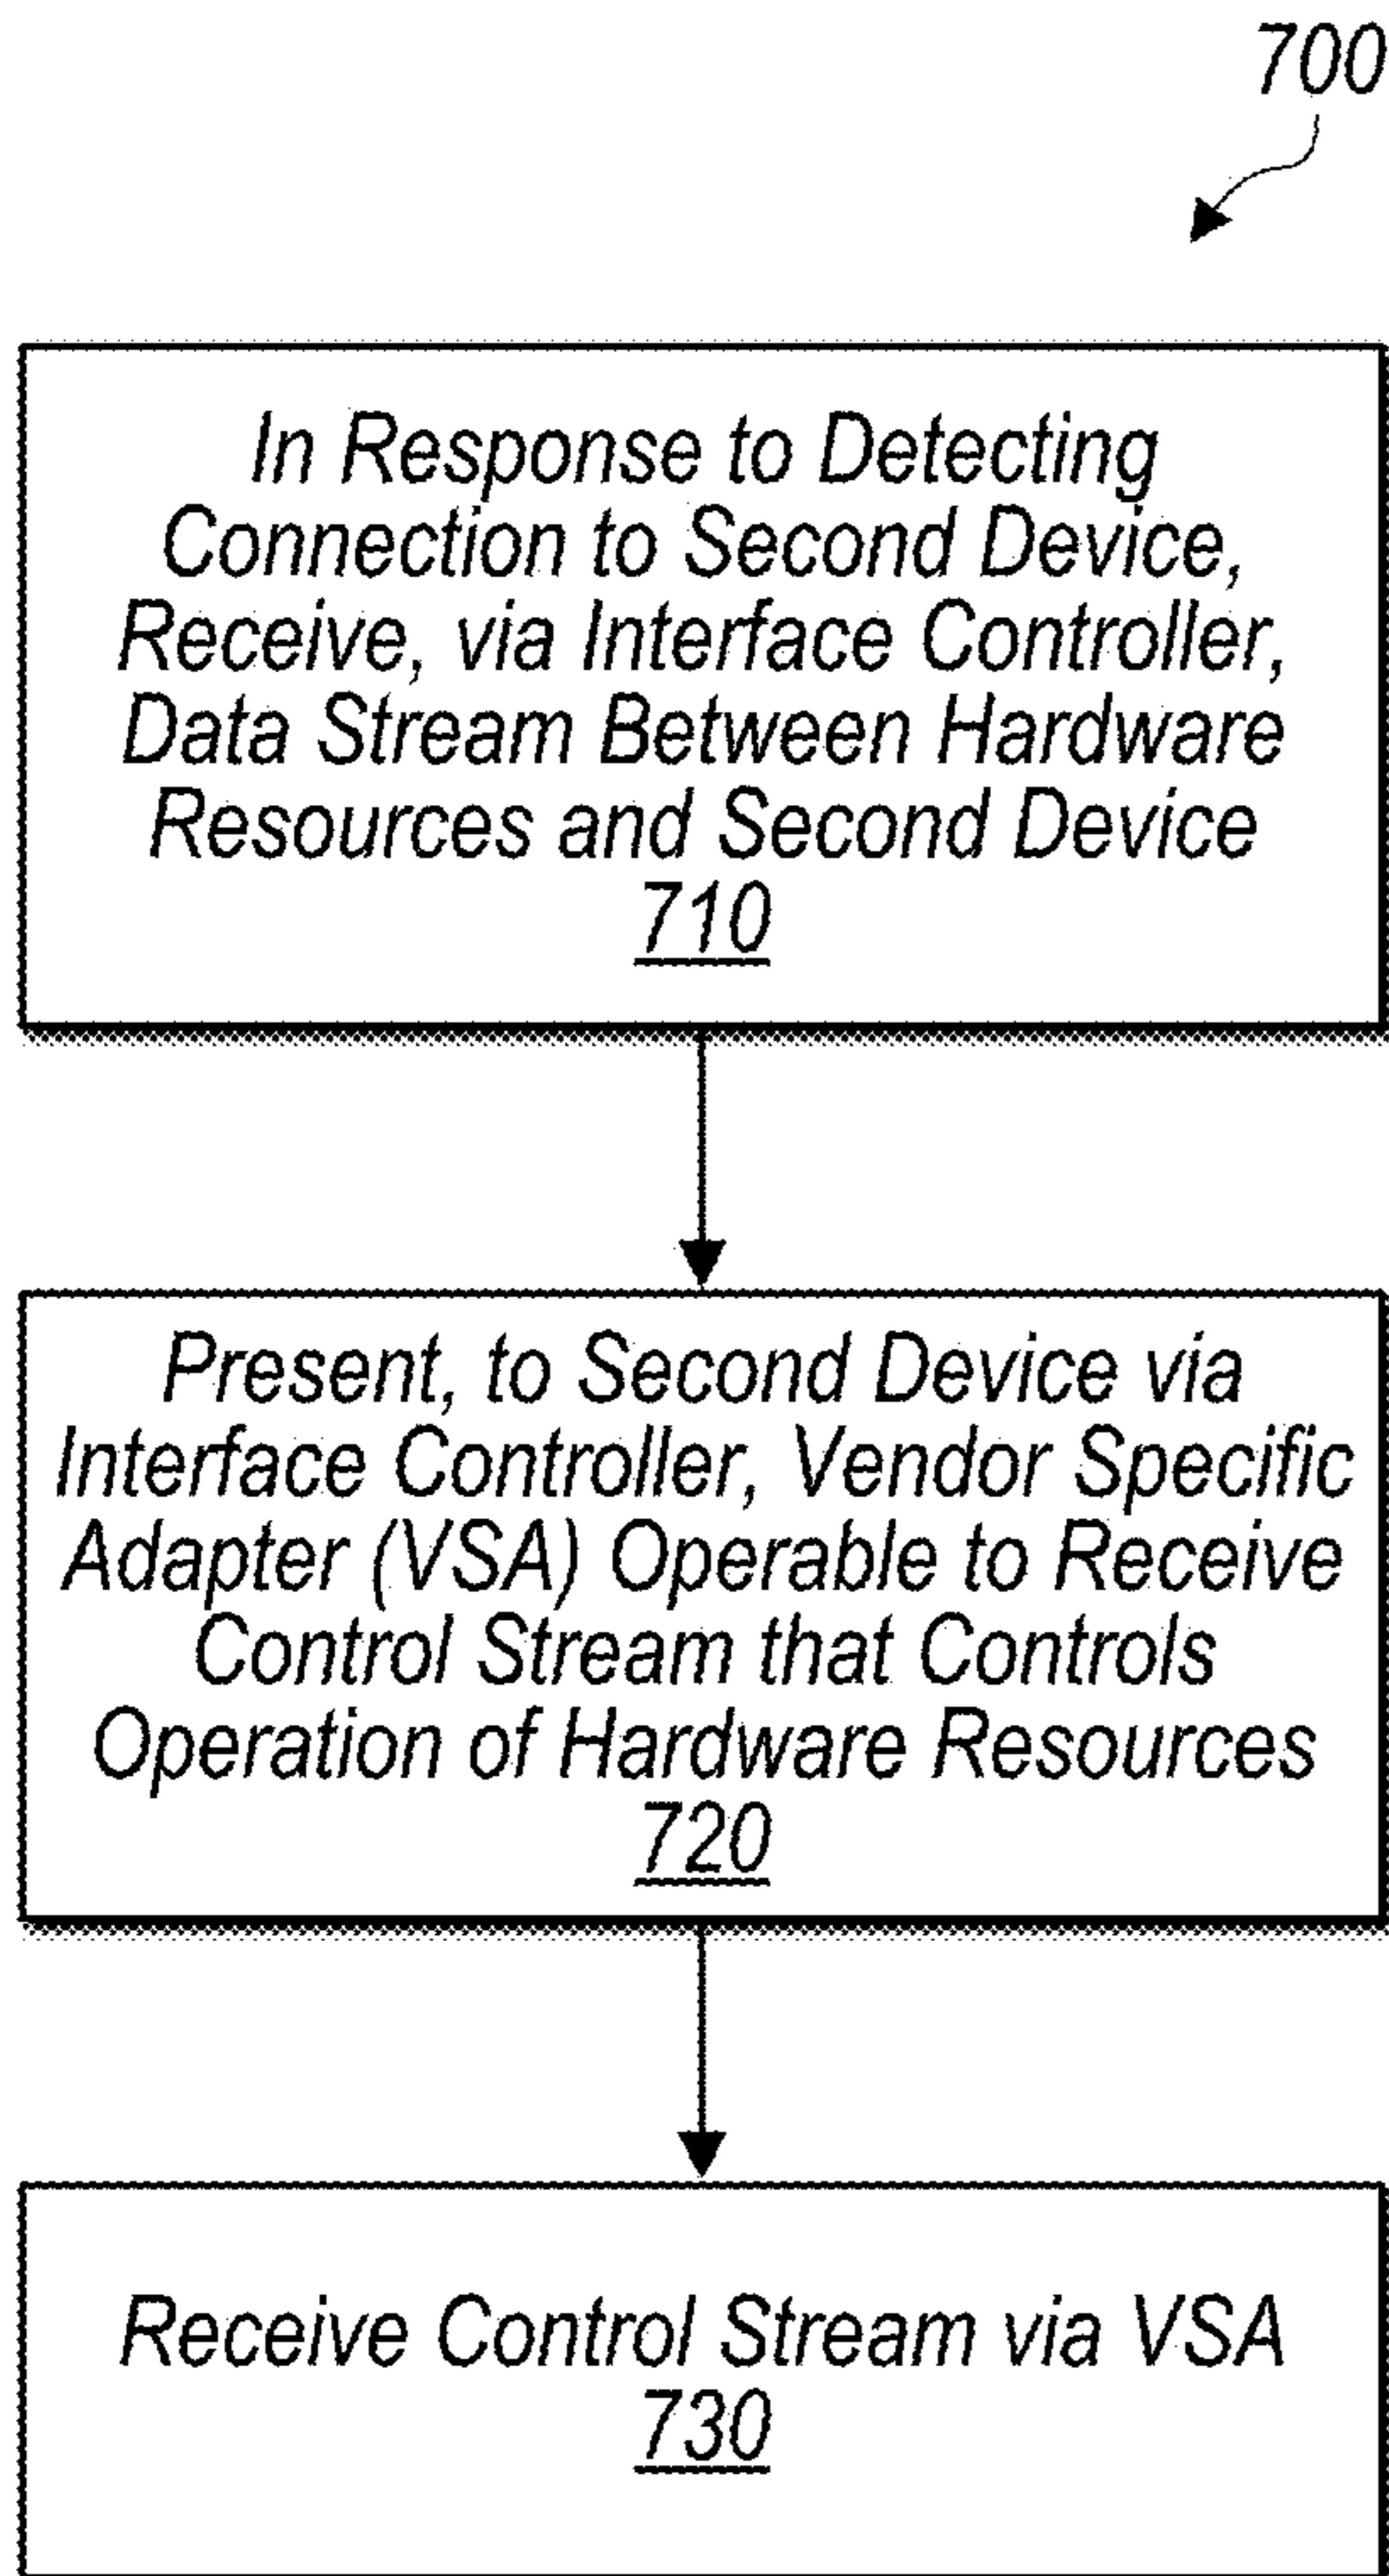 700
In Response to Detecting
Connection to Second Device,
Receive, via Interface Controller,
Data Stream Between Hardware
Resources and Second Device
710
Present, to Second Device via
Interface Controller, Vendor Specific
Adapter (VSA) Operable to Receive
Control Stream that Controls
Operation of Hardware Resources
720
Receive Control Stream via VSA
730